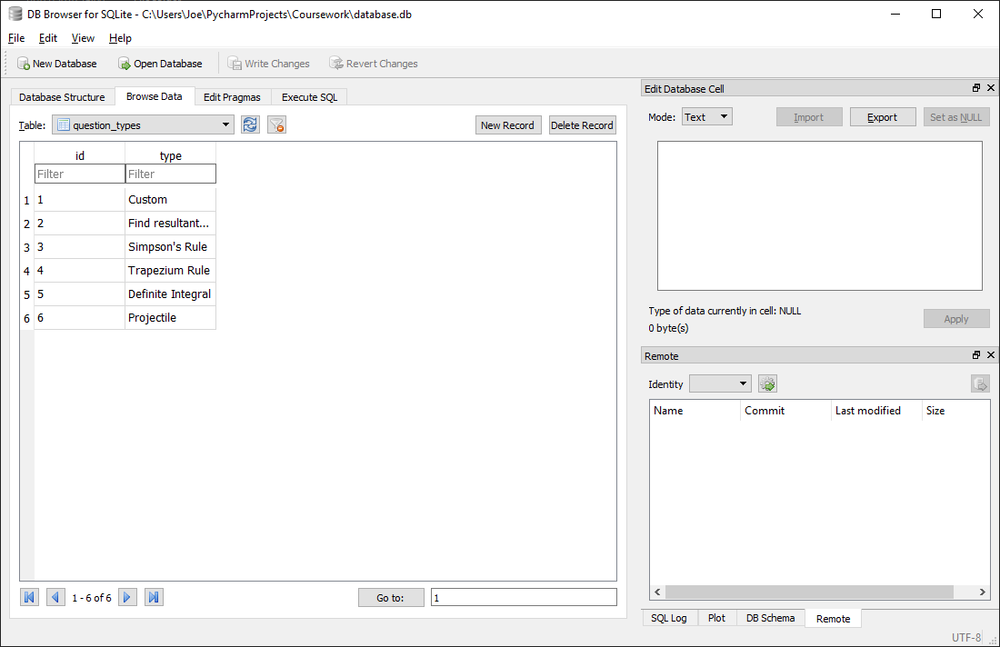 DB Browser for SQLite - C:\Users\Joe\PycharmProjects\Coursework\database.db
File Edit View Help
New Database Open Database Write Changes Revert Changes
Database Structure Browse Data Edit Pragmas Execute SQL
Table: question_types New Record Delete Record
id type
Filter Filter
1 1 Custom
2 2 Find resultant...
3 3 Simpson's Rule
4 4 Trapezium Rule
5 5 Definite Integral
6 6 Projectile
1 - 6 of 6 Go to: 1
Edit Database Cell
Mode: Text Import Export Set as NULL
Type of data currently in cell: NULL
0 byte(s)
Apply
Remote
Identity
Name Commit Last modified Size
SQL Log Plot DB Schema Remote
UTF-8